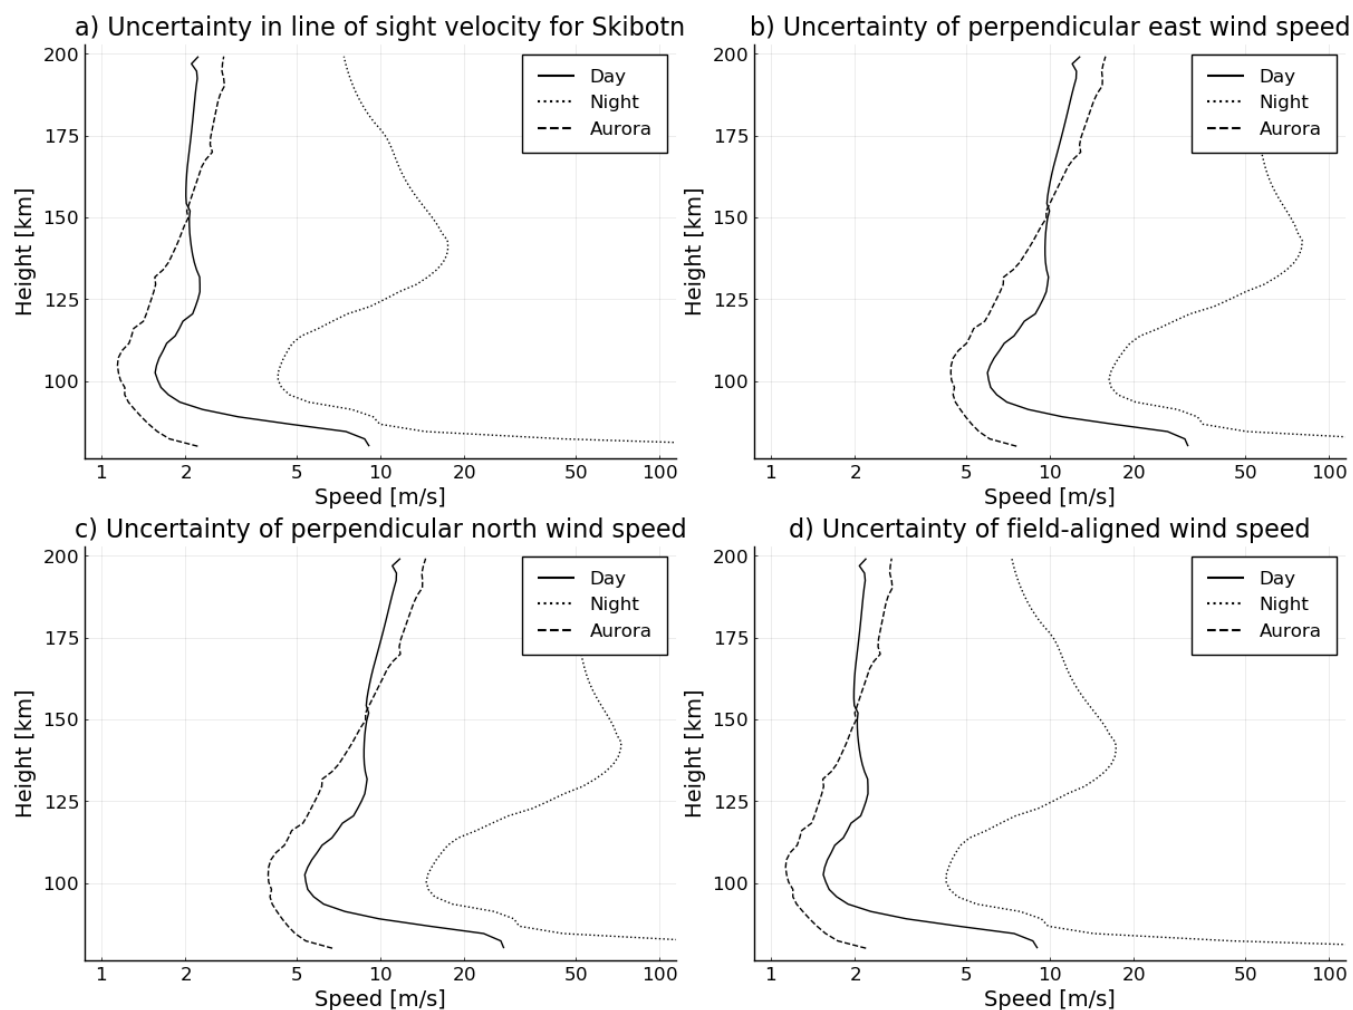 a) Uncertainty in line of sight velocity for Skibotn
200
175
150
125
100
Height [km]
Day
Night
Aurora
1 2 5 10 20 50 100
Speed [m/s]
b) Uncertainty of perpendicular east wind speed
200
175
150
125
100
Height [km]
Day
Night
Aurora
1 2 5 10 20 50 100
Speed [m/s]
c) Uncertainty of perpendicular north wind speed
200
175
150
125
100
Height [km]
Day
Night
Aurora
1 2 5 10 20 50 100
Speed [m/s]
d) Uncertainty of field-aligned wind speed
200
175
150
125
100
Height [km]
Day
Night
Aurora
1 2 5 10 20 50 100
Speed [m/s]